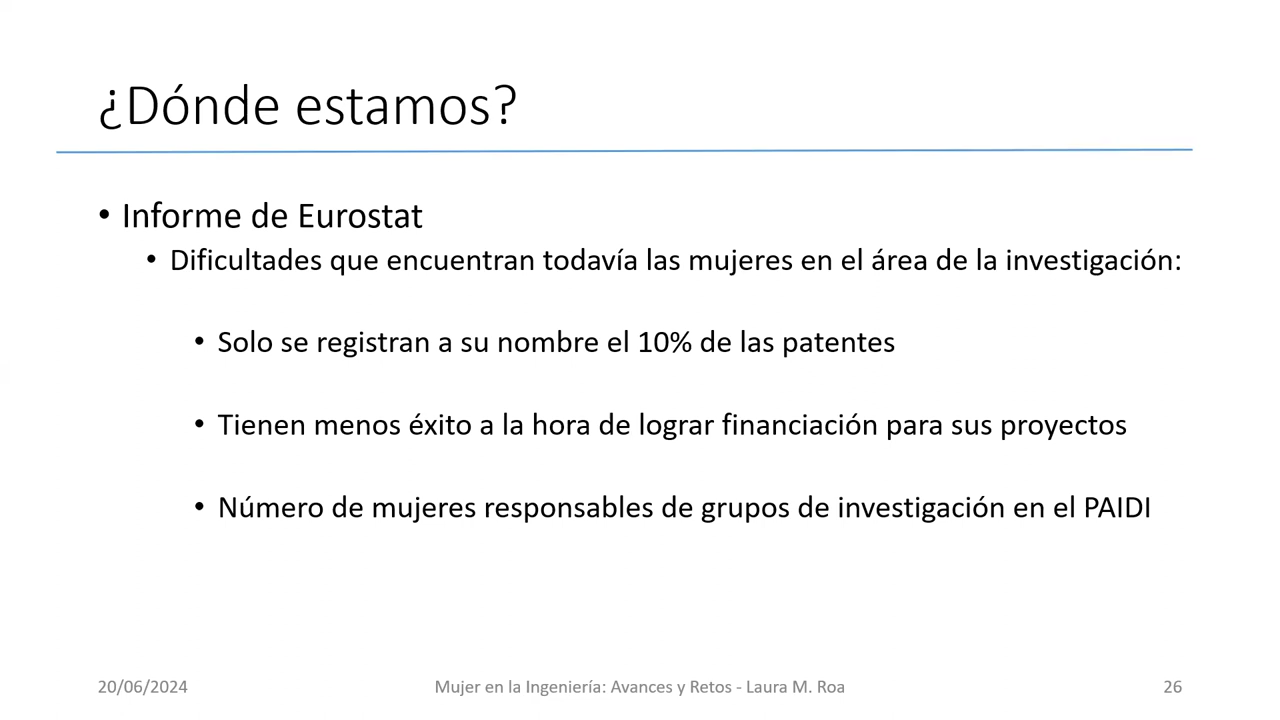 ¿Dónde estamos?
• Informe de Eurostat
• Dificultades que encuentran todavía las mujeres en el área de la investigación:
• Solo se registran a su nombre el 10% de las patentes
• Tienen menos éxito a la hora de lograr financiación para sus proyectos
• Número de mujeres responsables de grupos de investigación en el PAIDI
20/06/2024
Mujer en la Ingeniería: Avances y Retos - Laura M. Roa
26